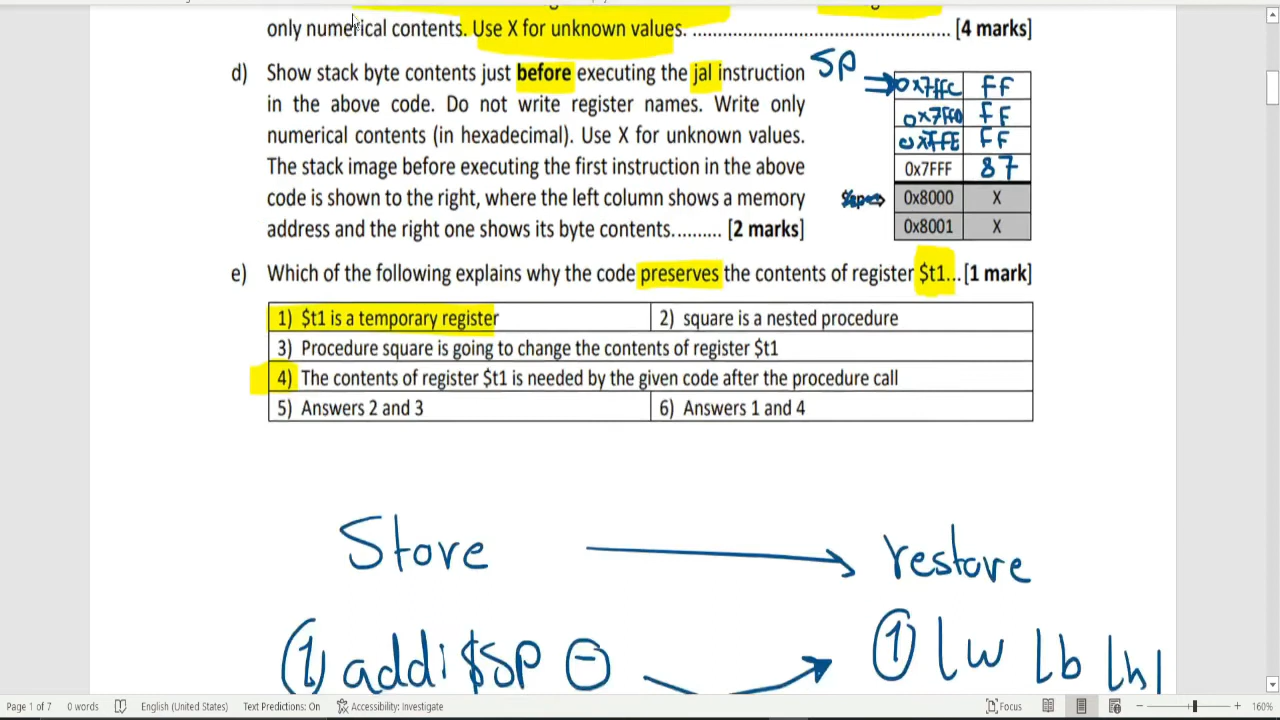 only numerical contents. Use X for unknown values. .................................................. [4 marks]
d) Show stack byte contents just before executing the jal instruction
in the above code. Do not write register names. Write only
numerical contents (in hexadecimal). Use X for unknown values.
The stack image before executing the first instruction in the above
code is shown to the right, where the left column shows a memory
address and the right one shows its byte contents.......... [2 marks]
SP
0x7ffc FF
0x7FFD FF
0x7FFE FF
0x7FFF 87
0x8000 X
0x8001 X
e) Which of the following explains why the code preserves the contents of register $t1... [1 mark]
1) $t1 is a temporary register
2) square is a nested procedure
3) Procedure square is going to change the contents of register $t1
4) The contents of register $t1 is needed by the given code after the procedure call
5) Answers 2 and 3
6) Answers 1 and 4
Store
restore
1 addi $SP -
1 lw lb lh
Page 1 of 7 0 words English (United States) Text Predictions: On Accessibility: Investigate Focus 160%